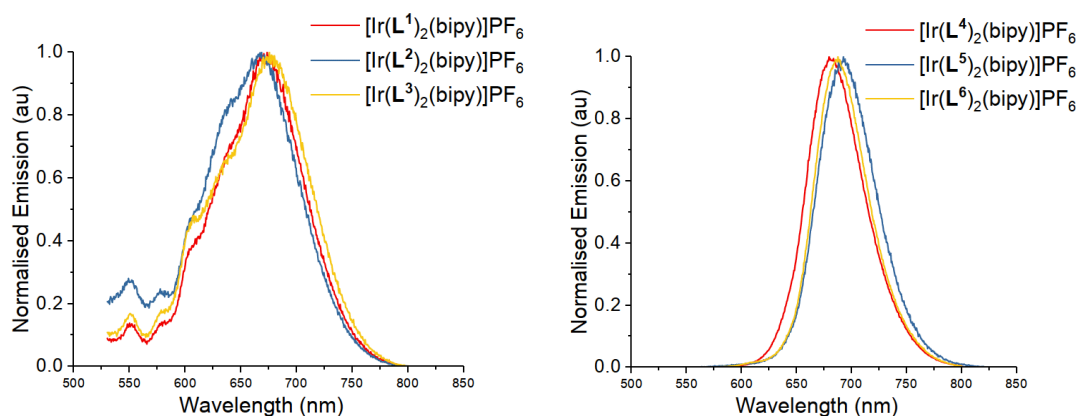 [Ir(L¹)₂(bipy)]PF₆
[Ir(L²)₂(bipy)]PF₆
[Ir(L³)₂(bipy)]PF₆
Normalised Emission (au)
1.0
0.8
0.6
0.4
0.2
0.0
500 550 600 650 700 750 800 850
Wavelength (nm)
[Ir(L⁴)₂(bipy)]PF₆
[Ir(L⁵)₂(bipy)]PF₆
[Ir(L⁶)₂(bipy)]PF₆
Normalised Emission (au)
1.0
0.8
0.6
0.4
0.2
0.0
500 550 600 650 700 750 800 850
Wavelength (nm)